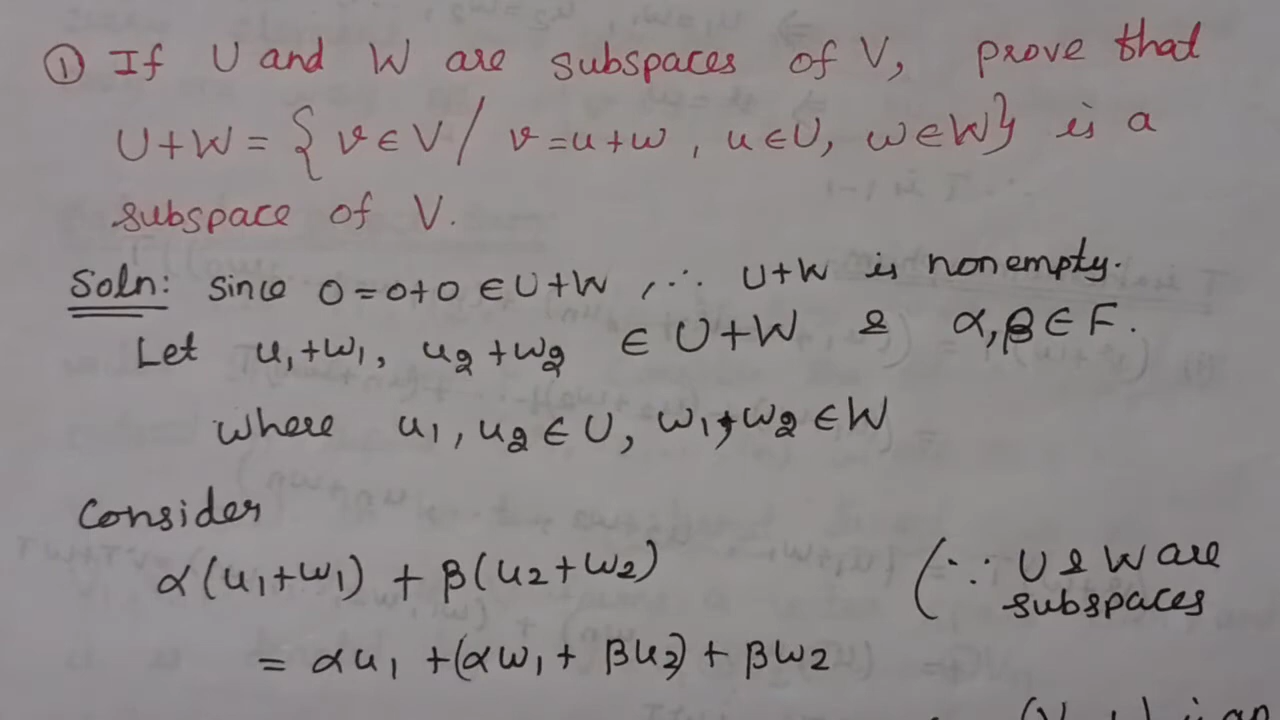 ① If U and W are subspaces of V, prove that
U+W = {v∈V / v=u+w, u∈U, w∈W} is a
subspace of V.
Soln: Since 0=0+0 ∈U+W, ∴ U+W is nonempty.
Let u₁+w₁, u₂+w₂ ∈ U+W & α,β∈F.
where u₁,u₂∈U, w₁,w₂∈W
Consider
α(u₁+w₁) + β(u₂+w₂) (∵ U & W are
subspaces
= αu₁ +(αw₁ + βu₂) + βw₂